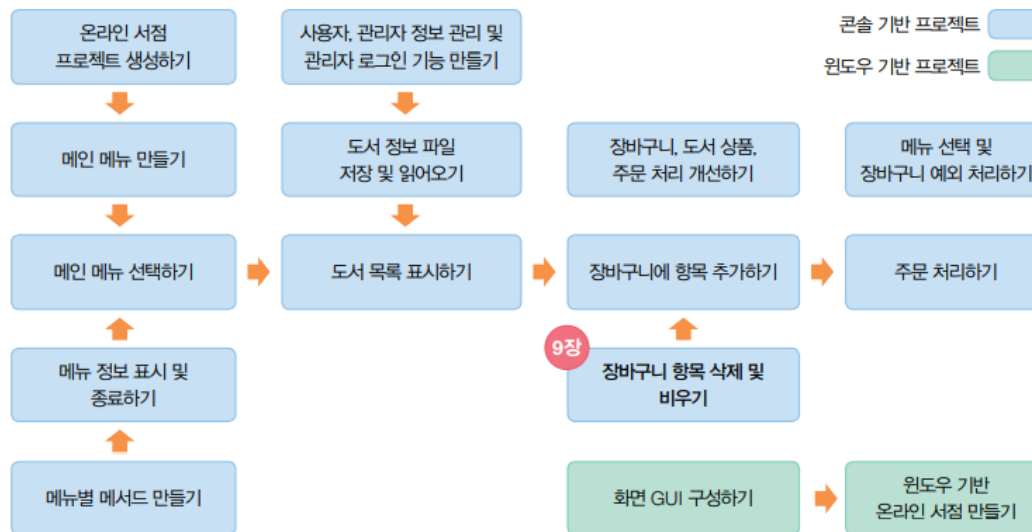 온라인 서점
프로젝트 생성하기
사용자, 관리자 정보 관리 및
관리자 로그인 기능 만들기
콘솔 기반 프로젝트
윈도우 기반 프로젝트
메인 메뉴 만들기
도서 정보 파일
저장 및 읽어오기
장바구니, 도서 상품,
주문 처리 개선하기
메뉴 선택 및
장바구니 예외 처리하기
메인 메뉴 선택하기
도서 목록 표시하기
장바구니에 항목 추가하기
주문 처리하기
메뉴 정보 표시 및
종료하기
9장
장바구니 항목 삭제 및
비우기
메뉴별 메서드 만들기
화면 GUI 구성하기
윈도우 기반
온라인 서점 만들기